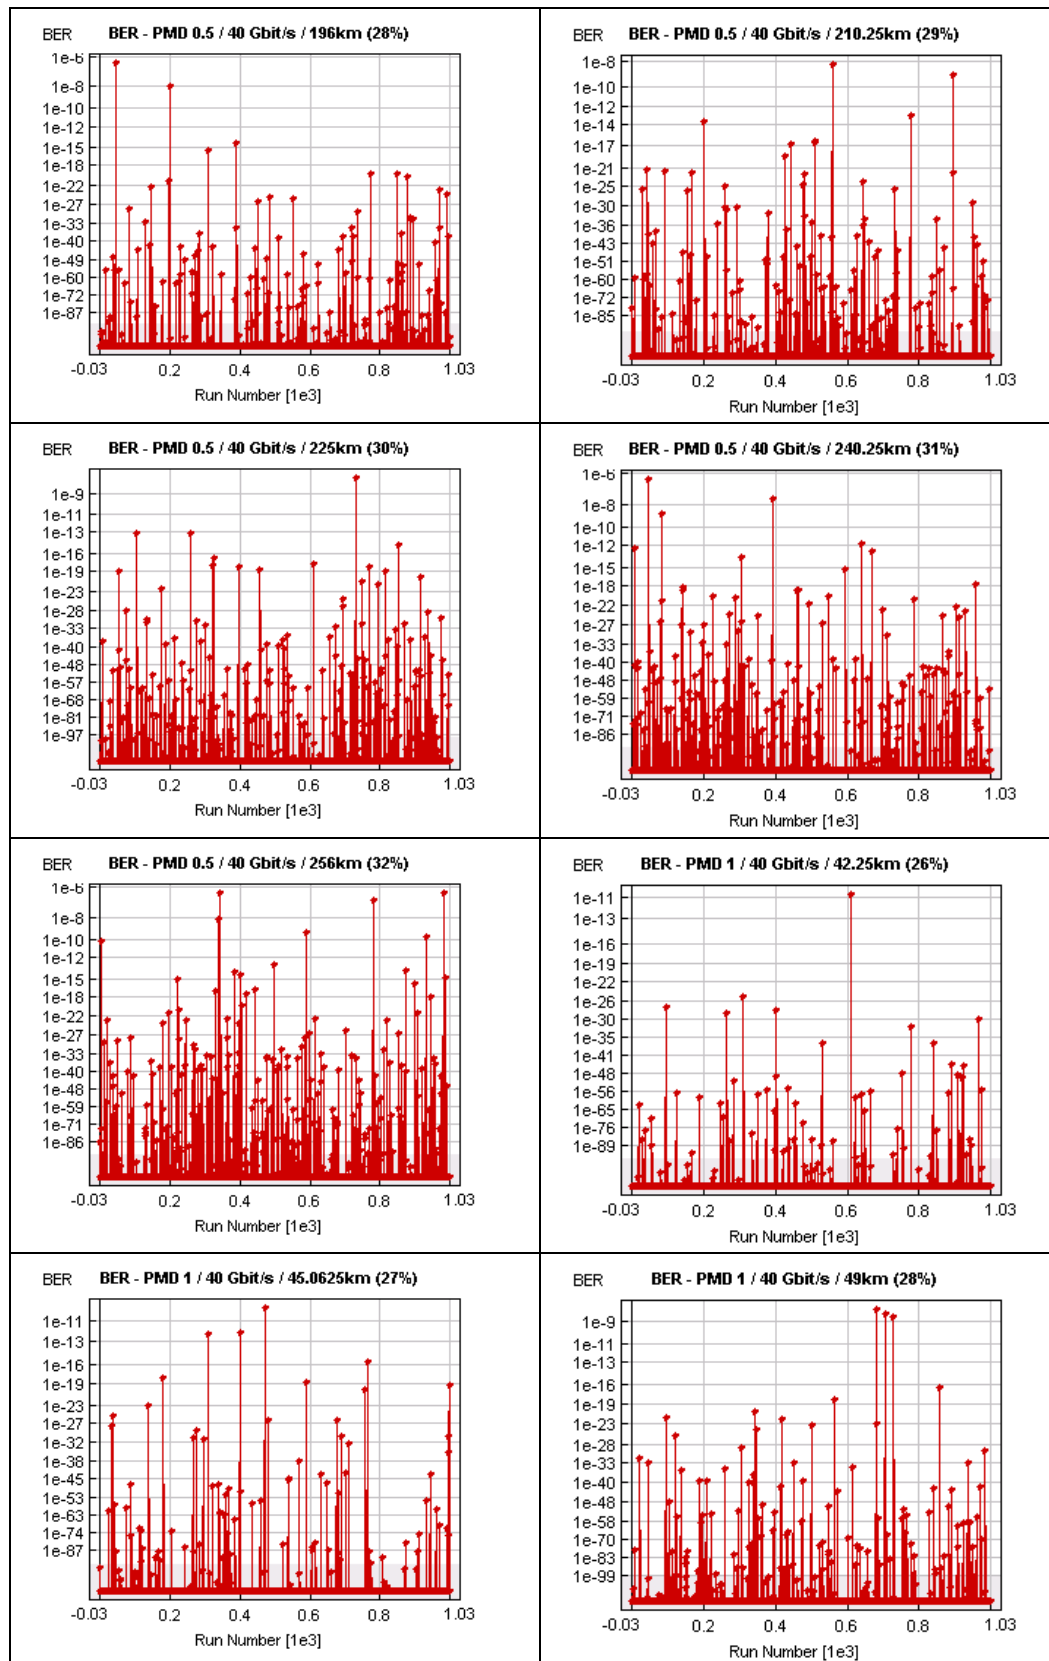 BER BER - PMD 0.5 / 40 Gbit/s / 196km (28%)
1e-6
1e-8
1e-10
1e-12
1e-15
1e-18
1e-22
1e-27
1e-33
1e-40
1e-49
1e-60
1e-72
1e-87
-0.03 0.2 0.4 0.6 0.8 1.03
Run Number [1e3]
BER BER - PMD 0.5 / 40 Gbit/s / 210.25km (29%)
1e-8
1e-10
1e-12
1e-14
1e-17
1e-21
1e-25
1e-30
1e-36
1e-43
1e-51
1e-60
1e-72
1e-85
-0.03 0.2 0.4 0.6 0.8 1.03
Run Number [1e3]
BER BER - PMD 0.5 / 40 Gbit/s / 225km (30%)
1e-9
1e-11
1e-13
1e-16
1e-19
1e-23
1e-28
1e-33
1e-40
1e-48
1e-57
1e-68
1e-81
1e-97
-0.03 0.2 0.4 0.6 0.8 1.03
Run Number [1e3]
BER BER - PMD 0.5 / 40 Gbit/s / 240.25km (31%)
1e-6
1e-8
1e-10
1e-12
1e-15
1e-18
1e-22
1e-27
1e-33
1e-40
1e-48
1e-59
1e-71
1e-86
-0.03 0.2 0.4 0.6 0.8 1.03
Run Number [1e3]
BER BER - PMD 0.5 / 40 Gbit/s / 256km (32%)
1e-6
1e-8
1e-10
1e-12
1e-15
1e-18
1e-22
1e-27
1e-33
1e-40
1e-48
1e-59
1e-71
1e-86
-0.03 0.2 0.4 0.6 0.8 1.03
Run Number [1e3]
BER BER - PMD 1 / 40 Gbit/s / 42.25km (26%)
1e-11
1e-13
1e-16
1e-19
1e-22
1e-26
1e-30
1e-35
1e-41
1e-48
1e-56
1e-65
1e-76
1e-89
-0.03 0.2 0.4 0.6 0.8 1.03
Run Number [1e3]
BER BER - PMD 1 / 40 Gbit/s / 45.0625km (27%)
1e-11
1e-13
1e-16
1e-19
1e-23
1e-27
1e-32
1e-38
1e-45
1e-53
1e-63
1e-74
1e-87
-0.03 0.2 0.4 0.6 0.8 1.03
Run Number [1e3]
BER BER - PMD 1 / 40 Gbit/s / 49km (28%)
1e-9
1e-11
1e-13
1e-16
1e-19
1e-23
1e-28
1e-33
1e-40
1e-48
1e-58
1e-70
1e-83
1e-99
-0.03 0.2 0.4 0.6 0.8 1.03
Run Number [1e3]